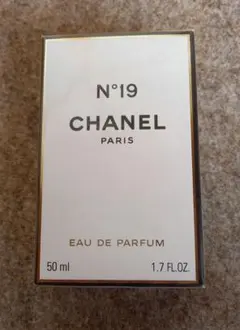 N°19
CHANEL
PARIS
EAU DE PARFUM
50 ml 1.7 FL.OZ.